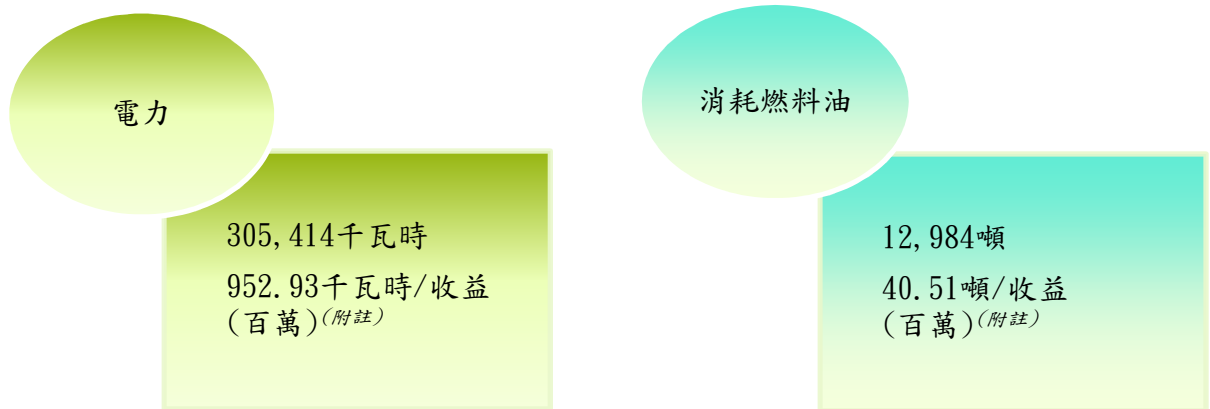 電力
305,414千瓦時
952.93千瓦時/收益
(百萬)(附註)
消耗燃料油
12,984噸
40.51噸/收益
(百萬)(附註)